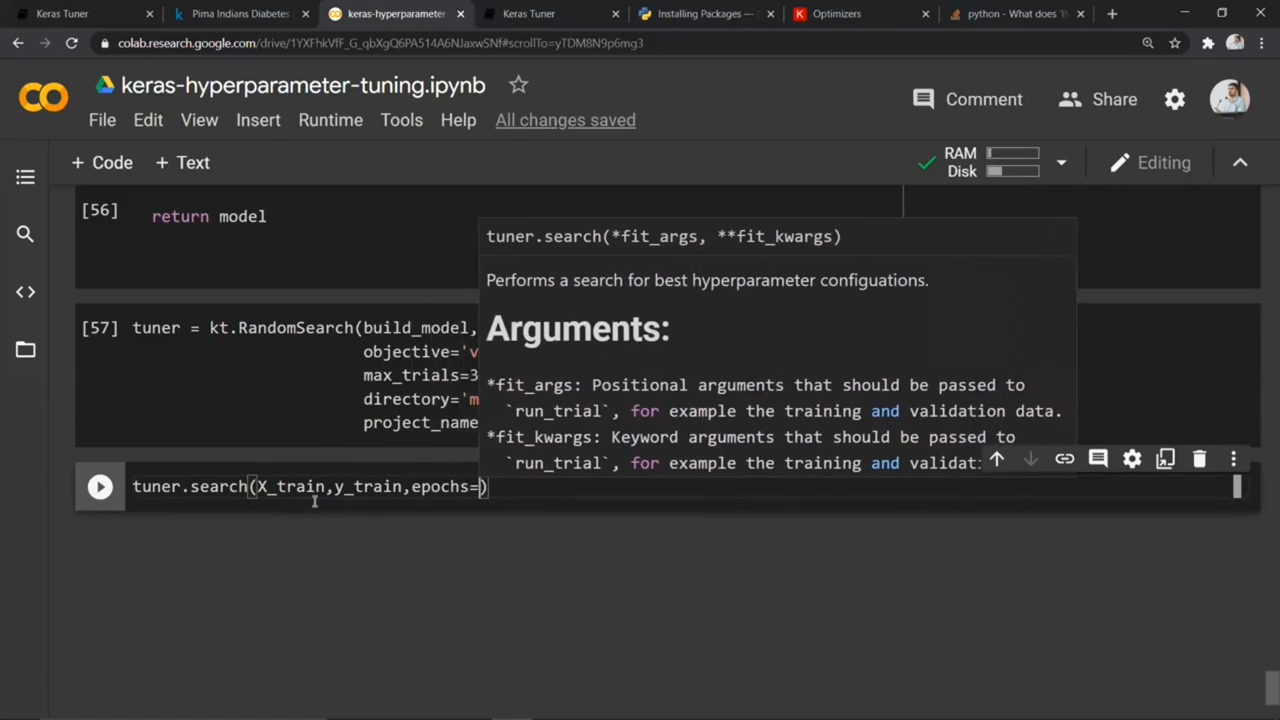 Keras Tuner
Pima Indians Diabetes
keras-hyperparameter
Keras Tuner
Installing Packages —
Optimizers
python - What does
colab.research.google.com/drive/1YXFhkVfF_G_qbXgQ6PA514A6NJaxwSNf#scrollTo=yTDM8N9p6mg3
keras-hyperparameter-tuning.ipynb
Comment
Share
File Edit View Insert Runtime Tools Help All changes saved
+ Code + Text
RAM
Disk
Editing
[56] return model
tuner.search(*fit_args, **fit_kwargs)
Performs a search for best hyperparameter configuations.
Arguments:
*fit_args: Positional arguments that should be passed to
`run_trial`, for example the training and validation data.
*fit_kwargs: Keyword arguments that should be passed to
`run_trial`, for example the training and validati
[57] tuner = kt.RandomSearch(build_model,
objective='v
max_trials=3
directory='m
project_name
tuner.search(X_train,y_train,epochs=)